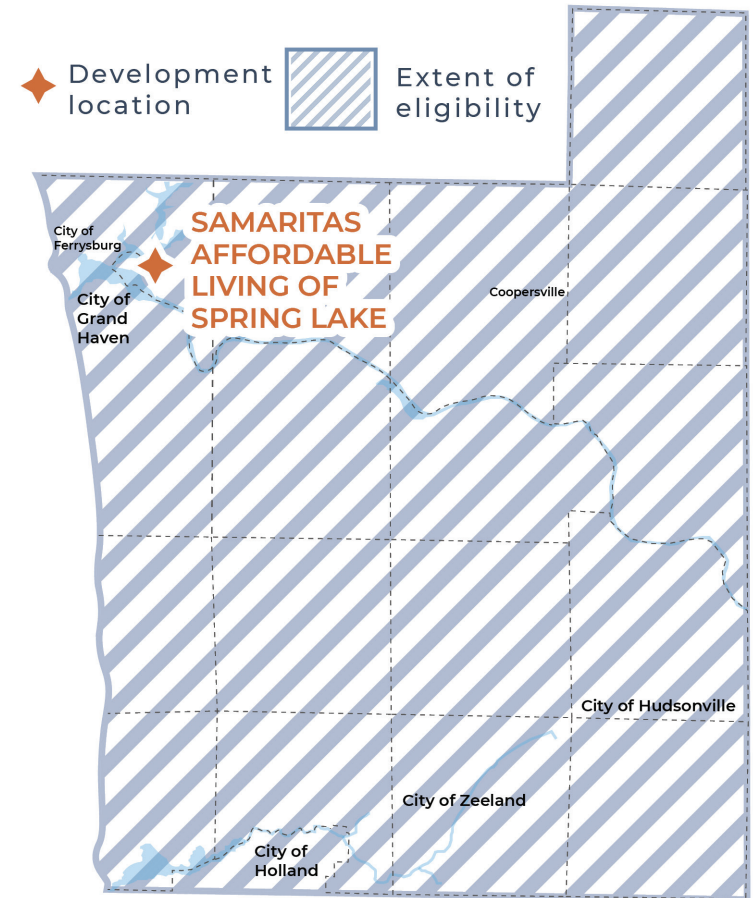 Development
location
Extent of
eligibility
SAMARITAS
AFFORDABLE
LIVING OF
SPRING LAKE
City of
Ferrysburg
City of
Grand
Haven
Coopersville
City of Hudsonville
City of Zeeland
City of
Holland